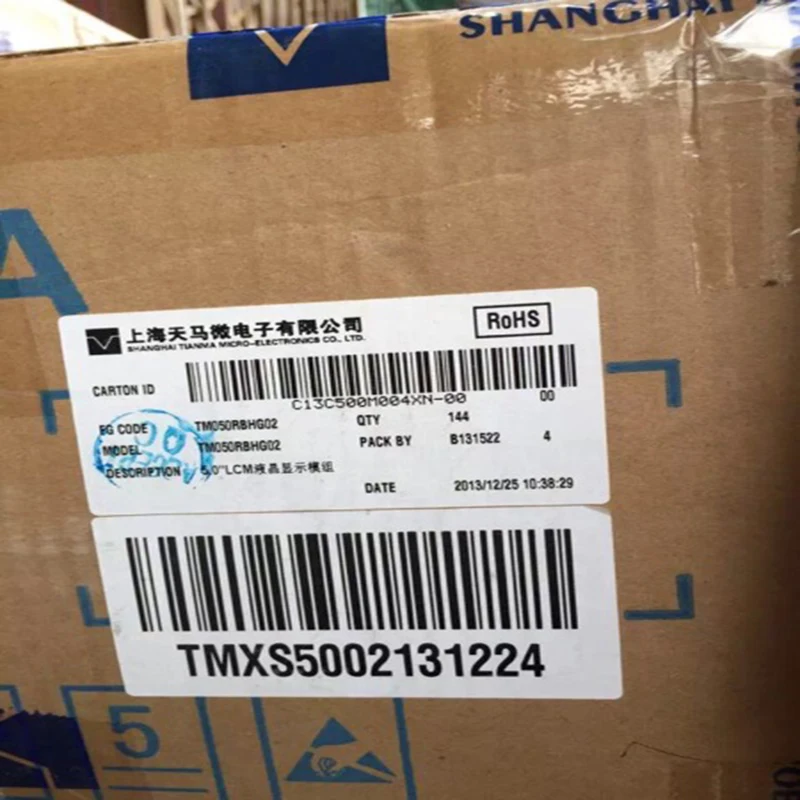 SHANGHAI
A
上海天马微电子有限公司
SHANGHAI TIANMA MICRO-ELECTRONICS CO., LTD.
RoHS
CARTON ID
C13C500M004XN-00
00
FG CODE TM050RBHG02 QTY 144
MODEL TM050RBHG02 PACK BY B131522 4
DESCRIPTION 5.0"LCM液晶显示模组
DATE 2013/12/25 10:38:29
TMXS5002131224
5